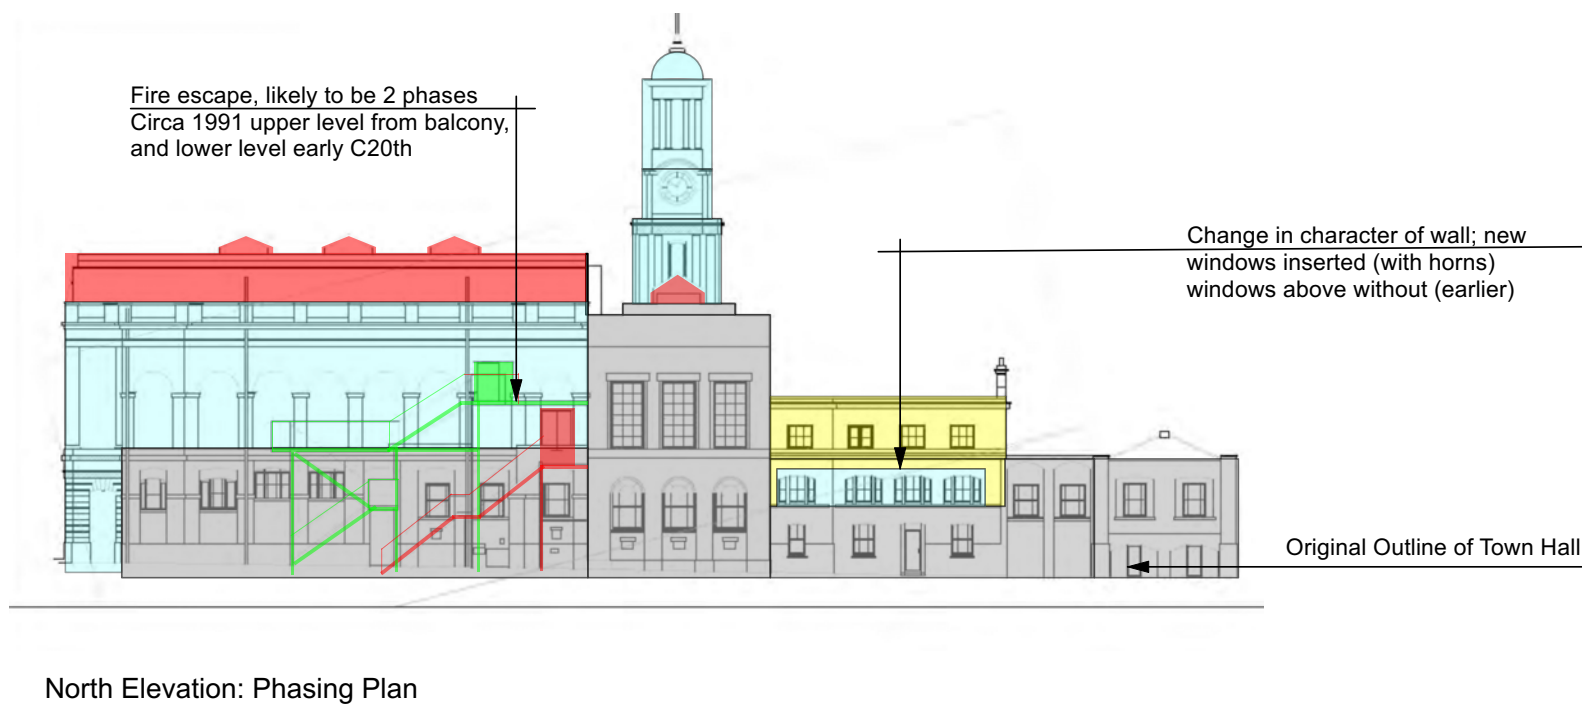 Fire escape, likely to be 2 phases
Circa 1991 upper level from balcony,
and lower level early C20th
Change in character of wall; new
windows inserted (with horns)
windows above without (earlier)
Original Outline of Town Hall
North Elevation: Phasing Plan